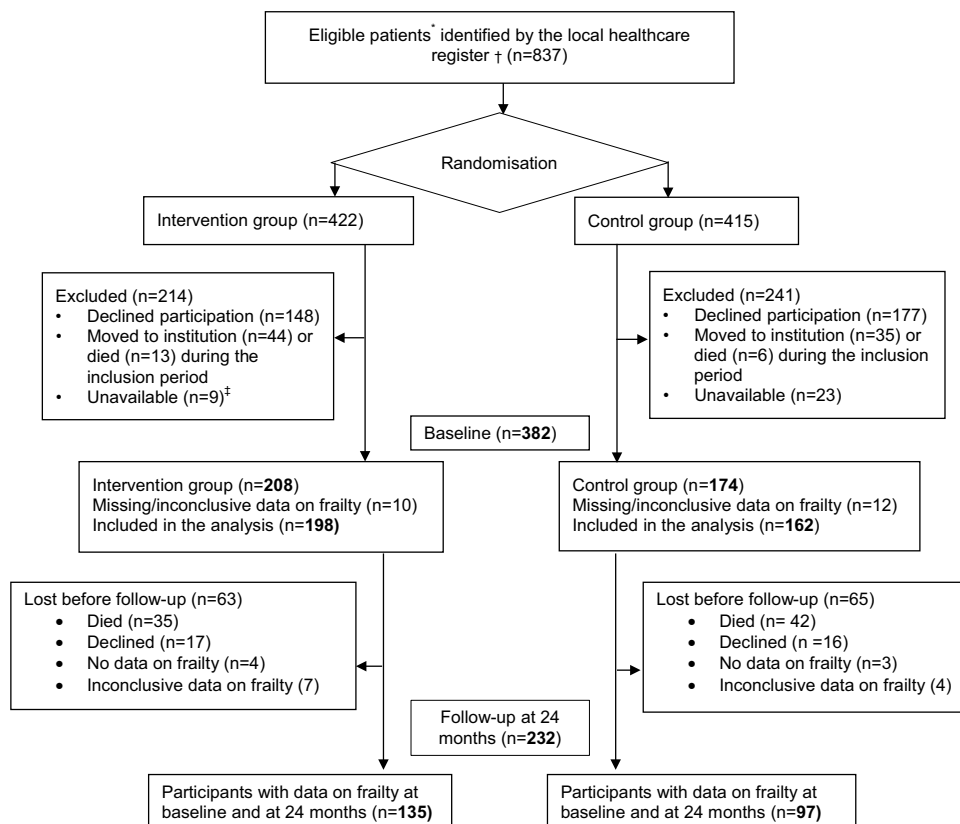 Eligible patients* identified by the local healthcare
register † (n=837)
Randomisation
Intervention group (n=422)
Control group (n=415)
Excluded (n=214)
• Declined participation (n=148)
• Moved to institution (n=44) or
died (n=13) during the
inclusion period
• Unavailable (n=9)‡
Excluded (n=241)
• Declined participation (n=177)
• Moved to institution (n=35) or
died (n=6) during the inclusion
period
• Unavailable (n=23)
Baseline (n=382)
Intervention group (n=208)
Missing/inconclusive data on frailty (n=10)
Included in the analysis (n=198)
Control group (n=174)
Missing/inconclusive data on frailty (n=12)
Included in the analysis (n=162)
Lost before follow-up (n=63)
• Died (n=35)
• Declined (n=17)
• No data on frailty (n=4)
• Inconclusive data on frailty (7)
Lost before follow-up (n=65)
• Died (n= 42)
• Declined (n =16)
• No data on frailty (n=3)
• Inconclusive data on frailty (4)
Follow-up at 24
months (n=232)
Participants with data on frailty at
baseline and at 24 months (n=135)
Participants with data on frailty at
baseline and at 24 months (n=97)